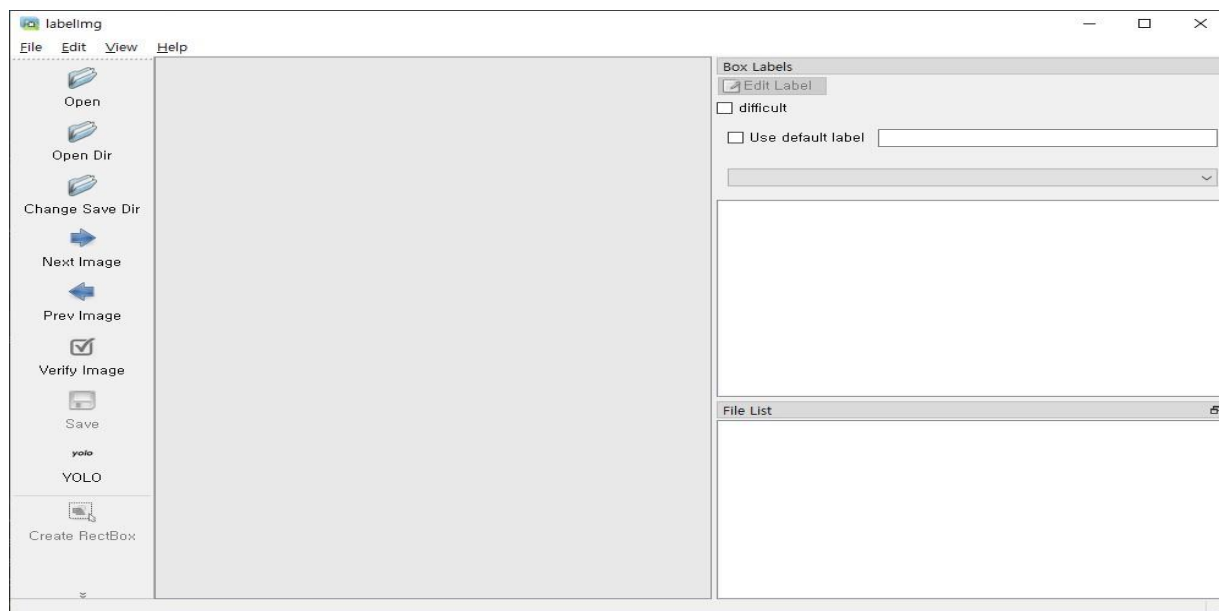 labelImg
File Edit View Help
Open
Open Dir
Change Save Dir
Next Image
Prev Image
Verify Image
Save
yolo
YOLO
Create RectBox
Box Labels
Edit Label
difficult
Use default label
File List